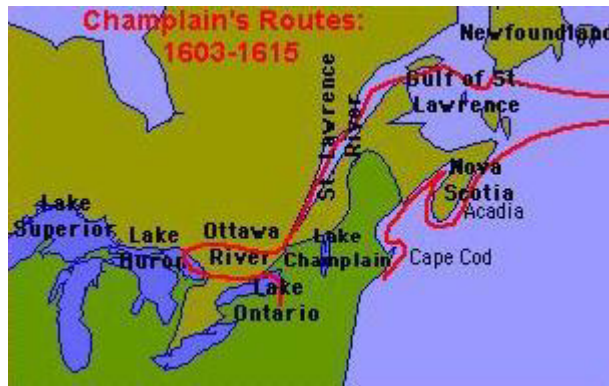 Champlain's Routes:
1603-1615
Newfoundland
Gulf of St.
Lawrence
St. Lawrence
River
Nova
Scotia
Acadia
Lake
Superior
Lake
Huron
Ottawa
River
Lake
Champlain
Cape Cod
Lake
Ontario